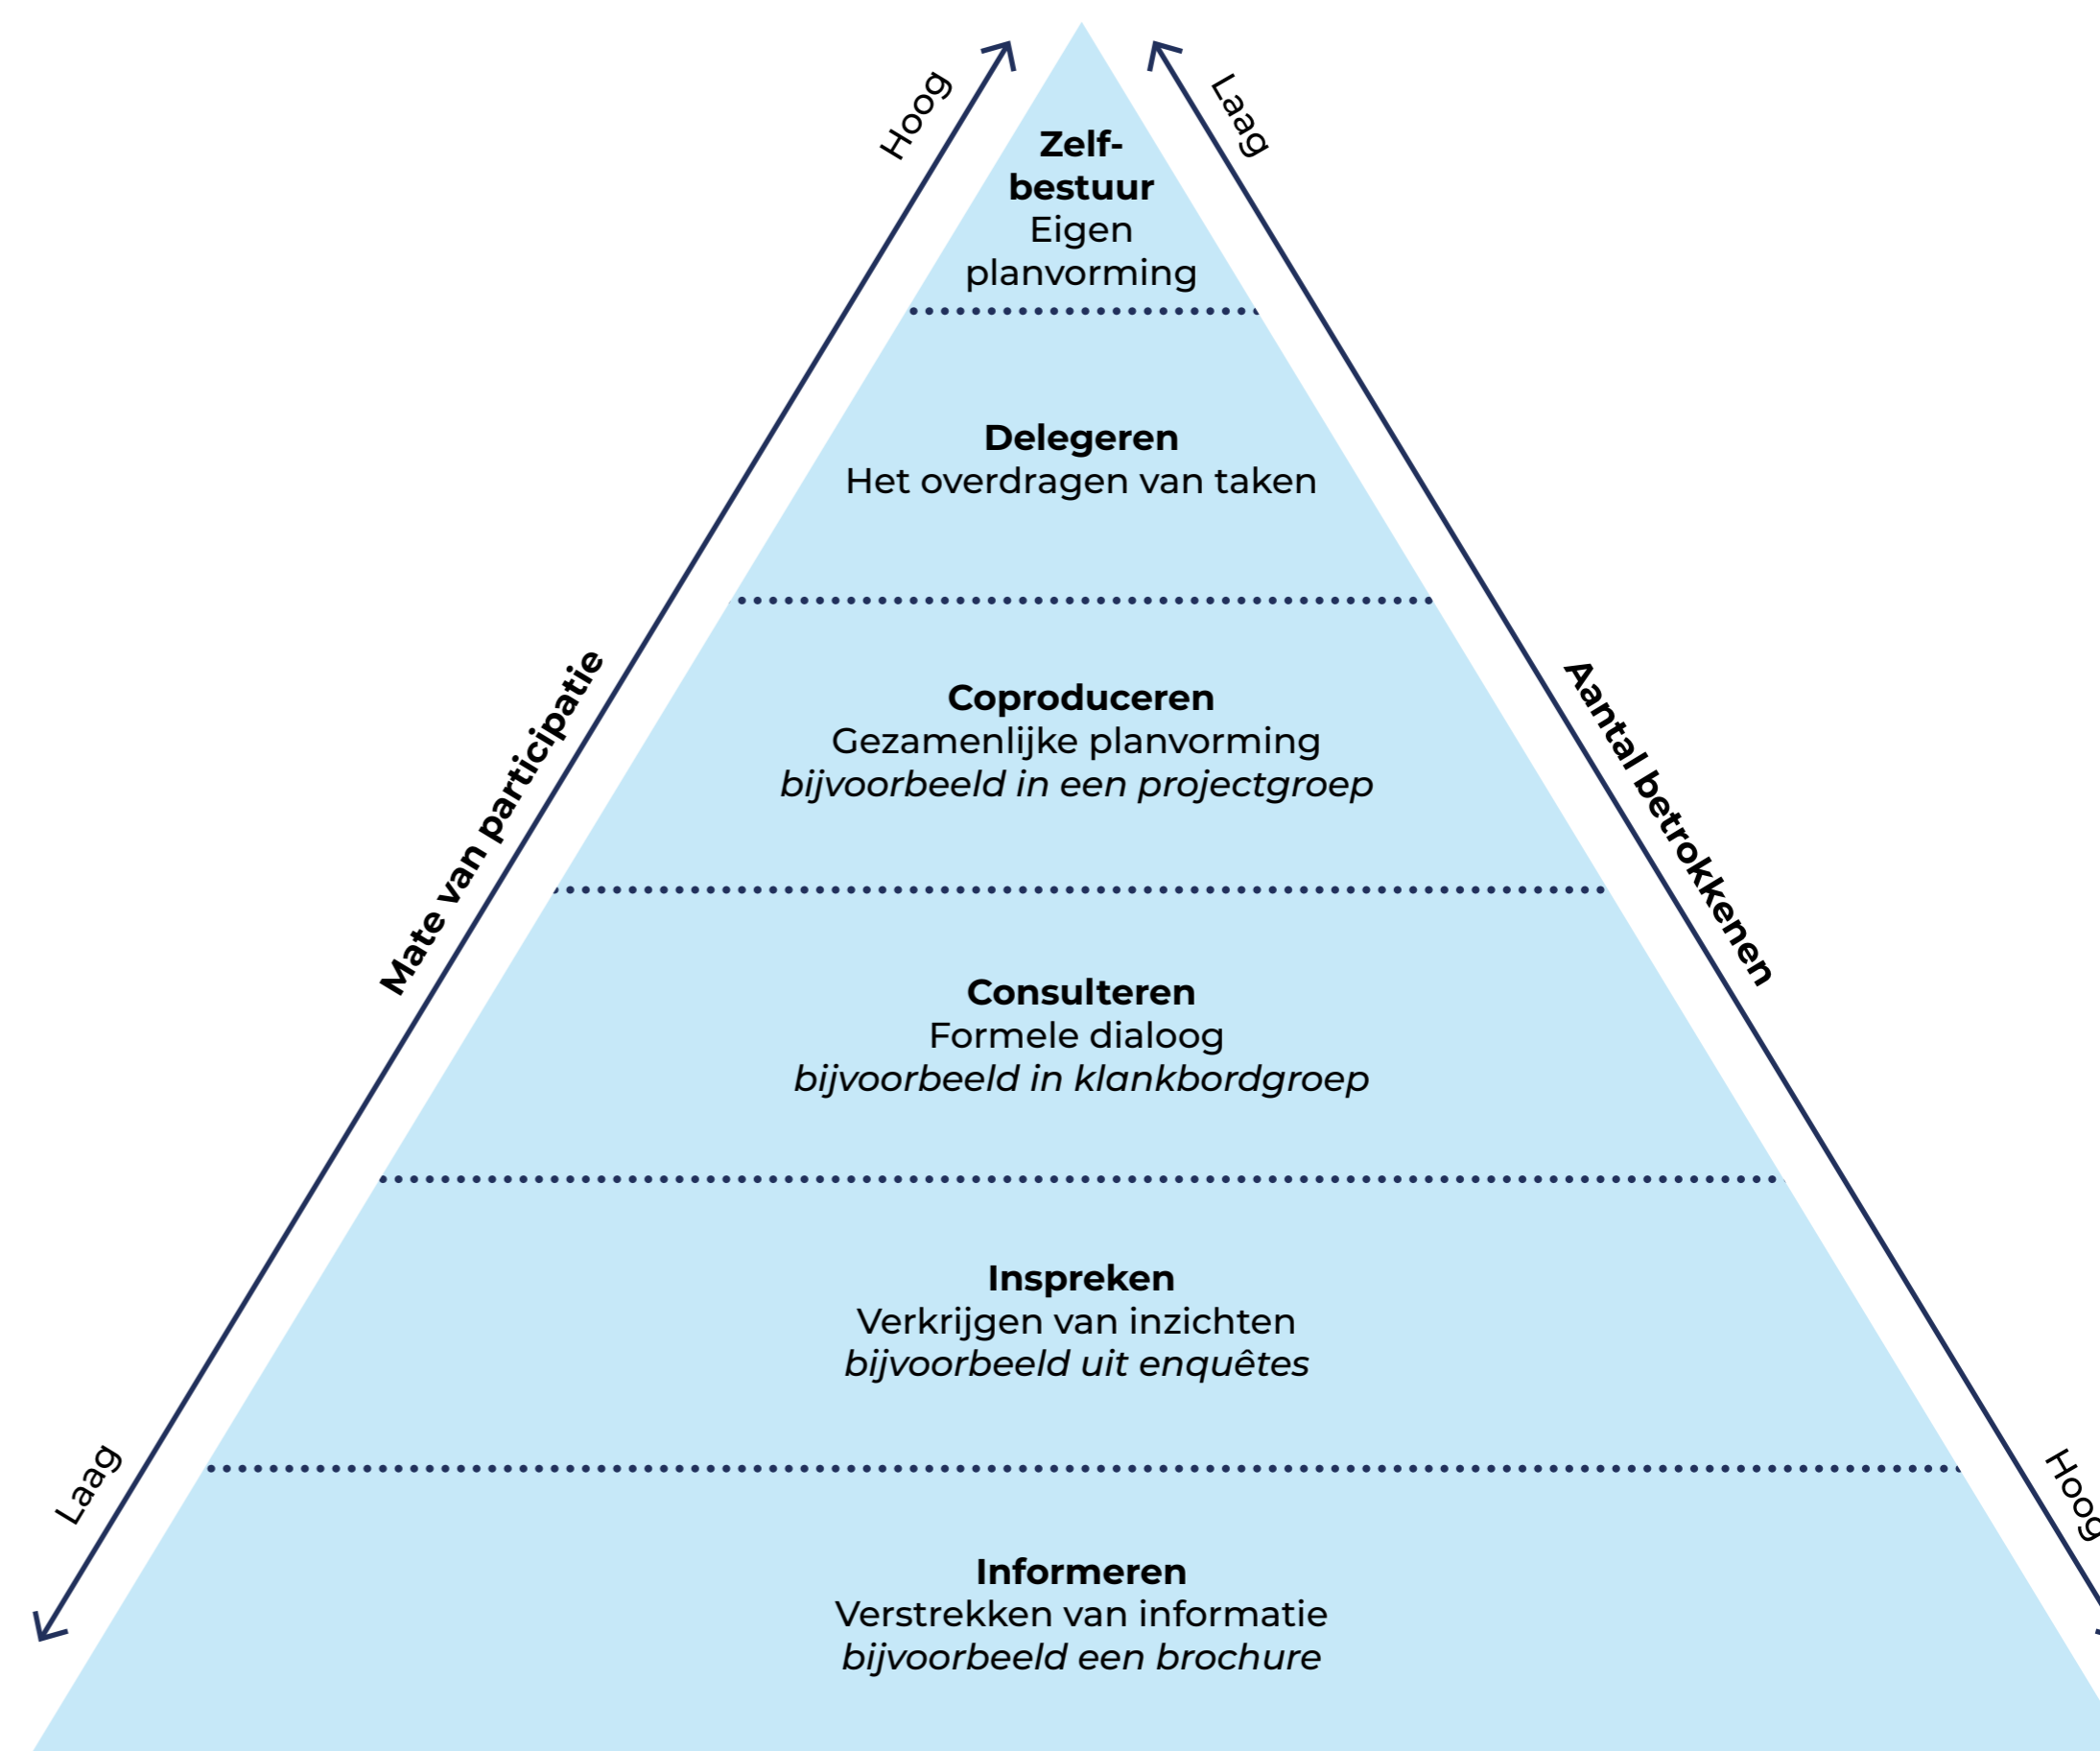 Hoog
Laag
Zelf-
bestuur
Eigen
planvorming
Delegeren
Het overdragen van taken
Mate van participatie
Aantal betrokkenen
Coproduceren
Gezamenlijke planvorming
bijvoorbeeld in een projectgroep
Consulteren
Formele dialoog
bijvoorbeeld in klankbordgroep
Inspreken
Verkrijgen van inzichten
bijvoorbeeld uit enquêtes
Laag
Hoog
Informeren
Verstrekken van informatie
bijvoorbeeld een brochure